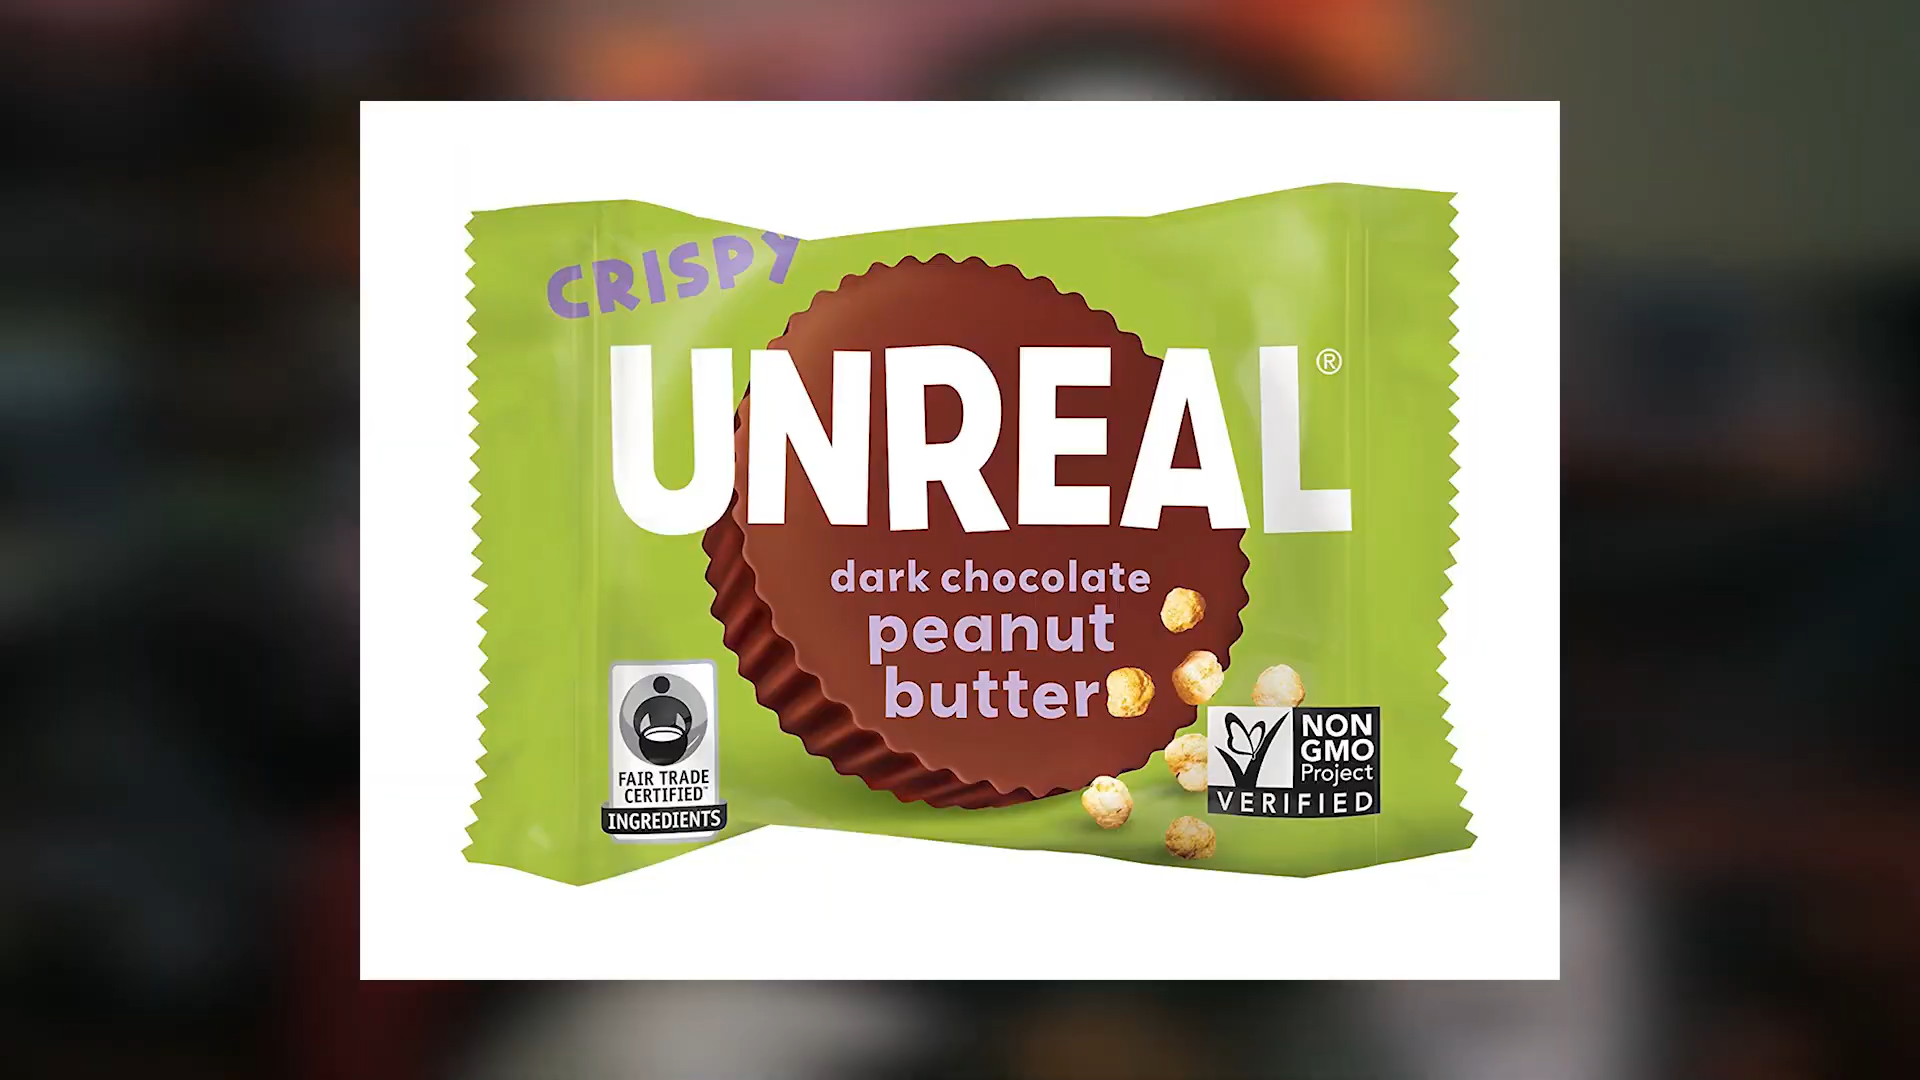 CRISPY
UNREAL®
dark chocolate
peanut
butter
FAIR TRADE
CERTIFIED™
INGREDIENTS
NON
GMO
Project
VERIFIED